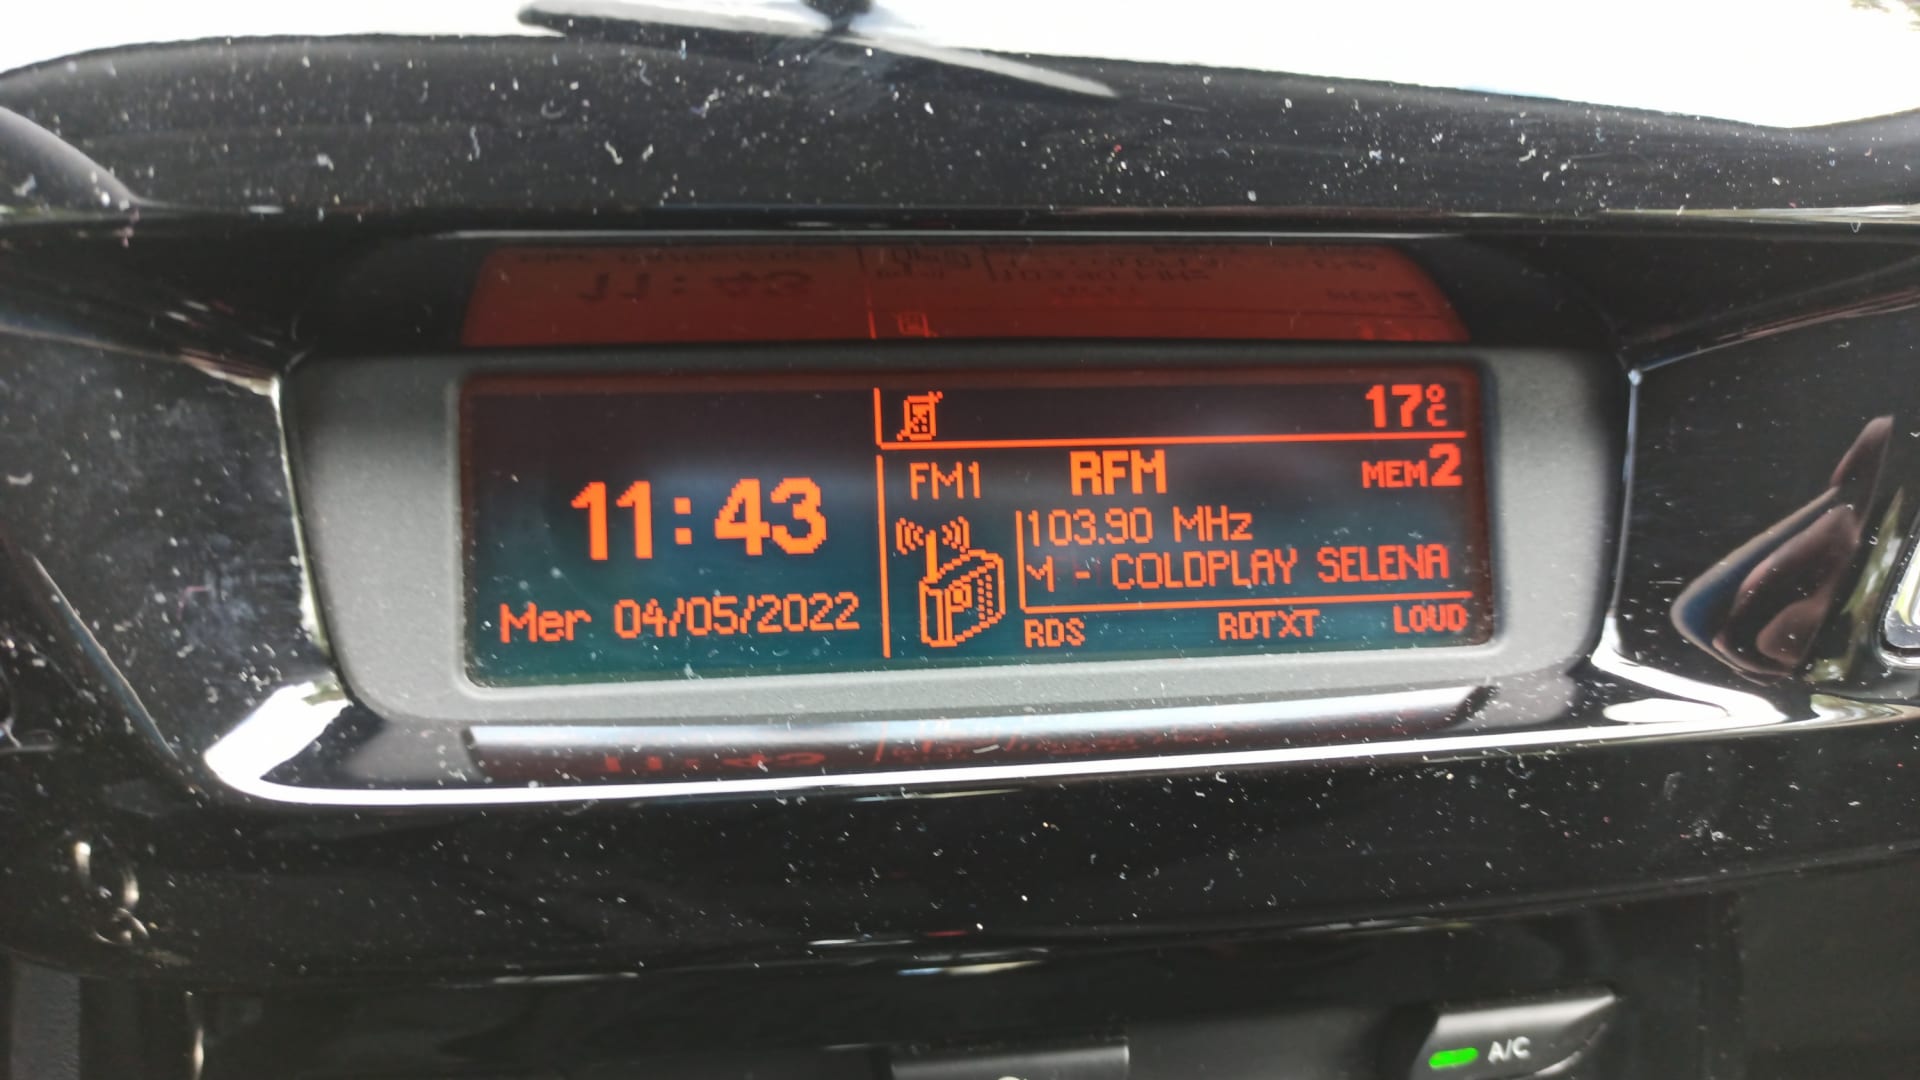 11:43
Mer 04/05/2022
17°C
FM1 RFM MEM2
103.90 MHz
M - COLDPLAY SELENA
RDS RDTXT LOUD
A/C